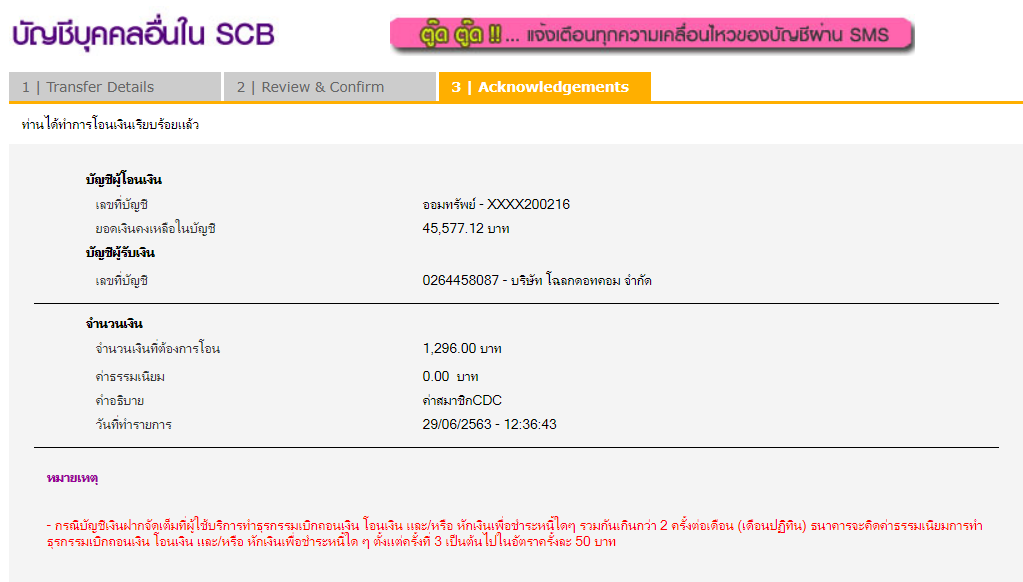 บัญชีบุคคลอื่นใน SCB
ตุ๊ด ตุ๊ด !! ... แจ้งเตือนทุกความเคลื่อนไหวของบัญชีผ่าน SMS
1 | Transfer Details 2 | Review & Confirm 3 | Acknowledgements
ท่านได้ทำการโอนเงินเรียบร้อยแล้ว
บัญชีผู้โอนเงิน
เลขที่บัญชี ออมทรัพย์ - XXXX200216
ยอดเงินคงเหลือในบัญชี 45,577.12 บาท
บัญชีผู้รับเงิน
เลขที่บัญชี 0264458087 - บริษัท โฉลกดอทคอม จำกัด
จำนวนเงิน
จำนวนเงินที่ต้องการโอน 1,296.00 บาท
ค่าธรรมเนียม 0.00 บาท
คำอธิบาย ค่าสมาชิกCDC
วันที่ทำรายการ 29/06/2563 - 12:36:43
หมายเหตุ
- กรณีบัญชีเงินฝากจัดเต็มที่ผู้ใช้บริการทำธุรกรรมเบิกถอนเงิน โอนเงิน และ/หรือ หักเงินเพื่อชำระหนี้ใดๆ รวมกันเกินกว่า 2 ครั้งต่อเดือน (เดือนปฏิทิน) ธนาคารจะคิดค่าธรรมเนียมการทำ
ธุรกรรมเบิกถอนเงิน โอนเงิน และ/หรือ หักเงินเพื่อชำระหนี้ใด ๆ ตั้งแต่ครั้งที่ 3 เป็นต้นไปในอัตราครั้งละ 50 บาท